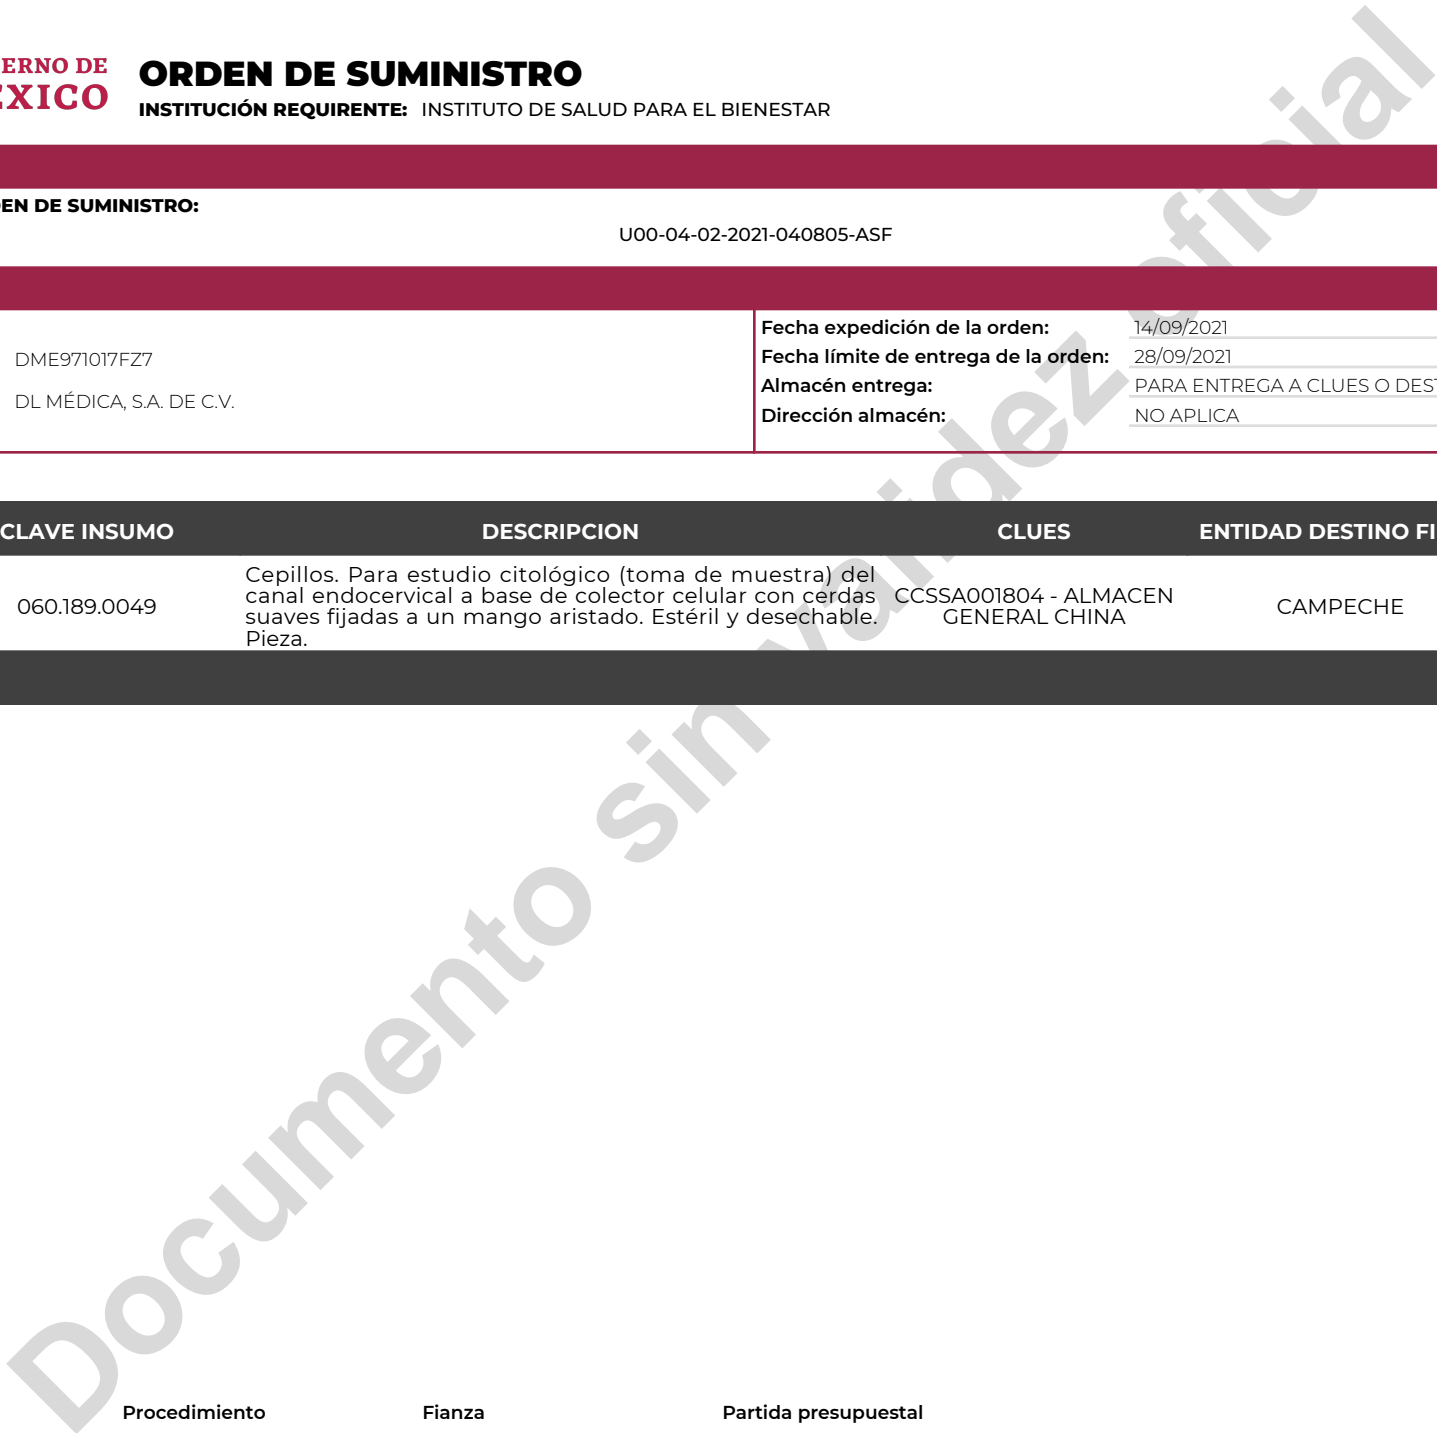 ERNO DE
EXICO
ORDEN DE SUMINISTRO
INSTITUCIÓN REQUIRENTE: INSTITUTO DE SALUD PARA EL BIENESTAR
EN DE SUMINISTRO:
U00-04-02-2021-040805-ASF
DME971017FZ7
DL MÉDICA, S.A. DE C.V.
Fecha expedición de la orden: 14/09/2021
Fecha límite de entrega de la orden: 28/09/2021
Almacén entrega: PARA ENTREGA A CLUES O DEST
Dirección almacén: NO APLICA
CLAVE INSUMO DESCRIPCION CLUES ENTIDAD DESTINO FI
060.189.0049
Cepillos. Para estudio citológico (toma de muestra) del
canal endocervical a base de colector celular con cerdas
suaves fijadas a un mango aristado. Estéril y desechable.
Pieza.
CCSSA001804 - ALMACEN
GENERAL CHINA
CAMPECHE
Documento sin validez oficial
Procedimiento Fianza Partida presupuestal